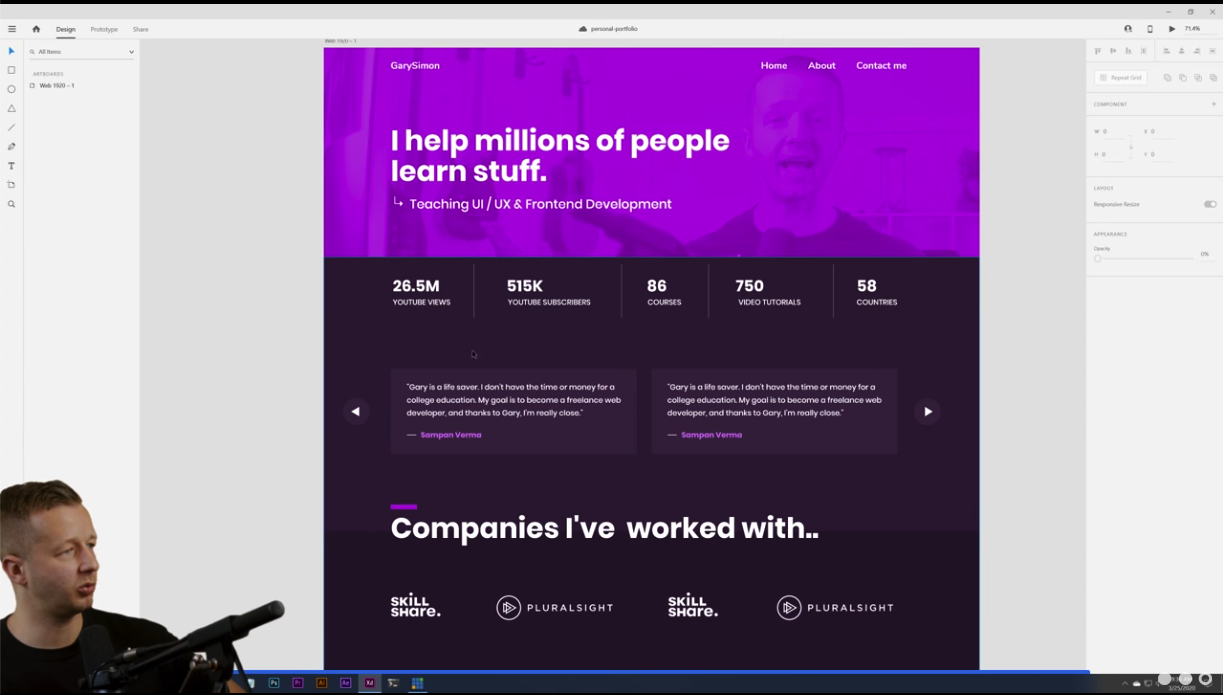 Design Prototype Share
personal-portfolio
71.4%
All Items
ARTBOARDS
Web 1920 – 1
Web 1920 – 1
GarySimon
Home About Contact me
I help millions of people
learn stuff.
Teaching UI / UX & Frontend Development
26.5M
YOUTUBE VIEWS
515K
YOUTUBE SUBSCRIBERS
86
COURSES
750
VIDEO TUTORIALS
58
COUNTRIES
"Gary is a life saver. I don't have the time or money for a
college education. My goal is to become a freelance web
developer, and thanks to Gary, I'm really close."
— Sampan Verma
"Gary is a life saver. I don't have the time or money for a
college education. My goal is to become a freelance web
developer, and thanks to Gary, I'm really close."
— Sampan Verma
Companies I've  worked with..
SKILL
SHare.
PLURALSIGHT
SKILL
SHare.
PLURALSIGHT
Repeat Grid
COMPONENT
W 0 X 0
H 0 Y 0
LAYOUT
Responsive Resize
APPEARANCE
Opacity
0%
Ps Pr Ai Ae Xd
3/25/2020